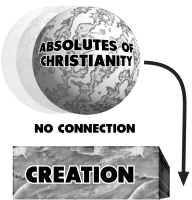 ABSOLUTES OF
CHRISTIANITY
NO CONNECTION
CREATION